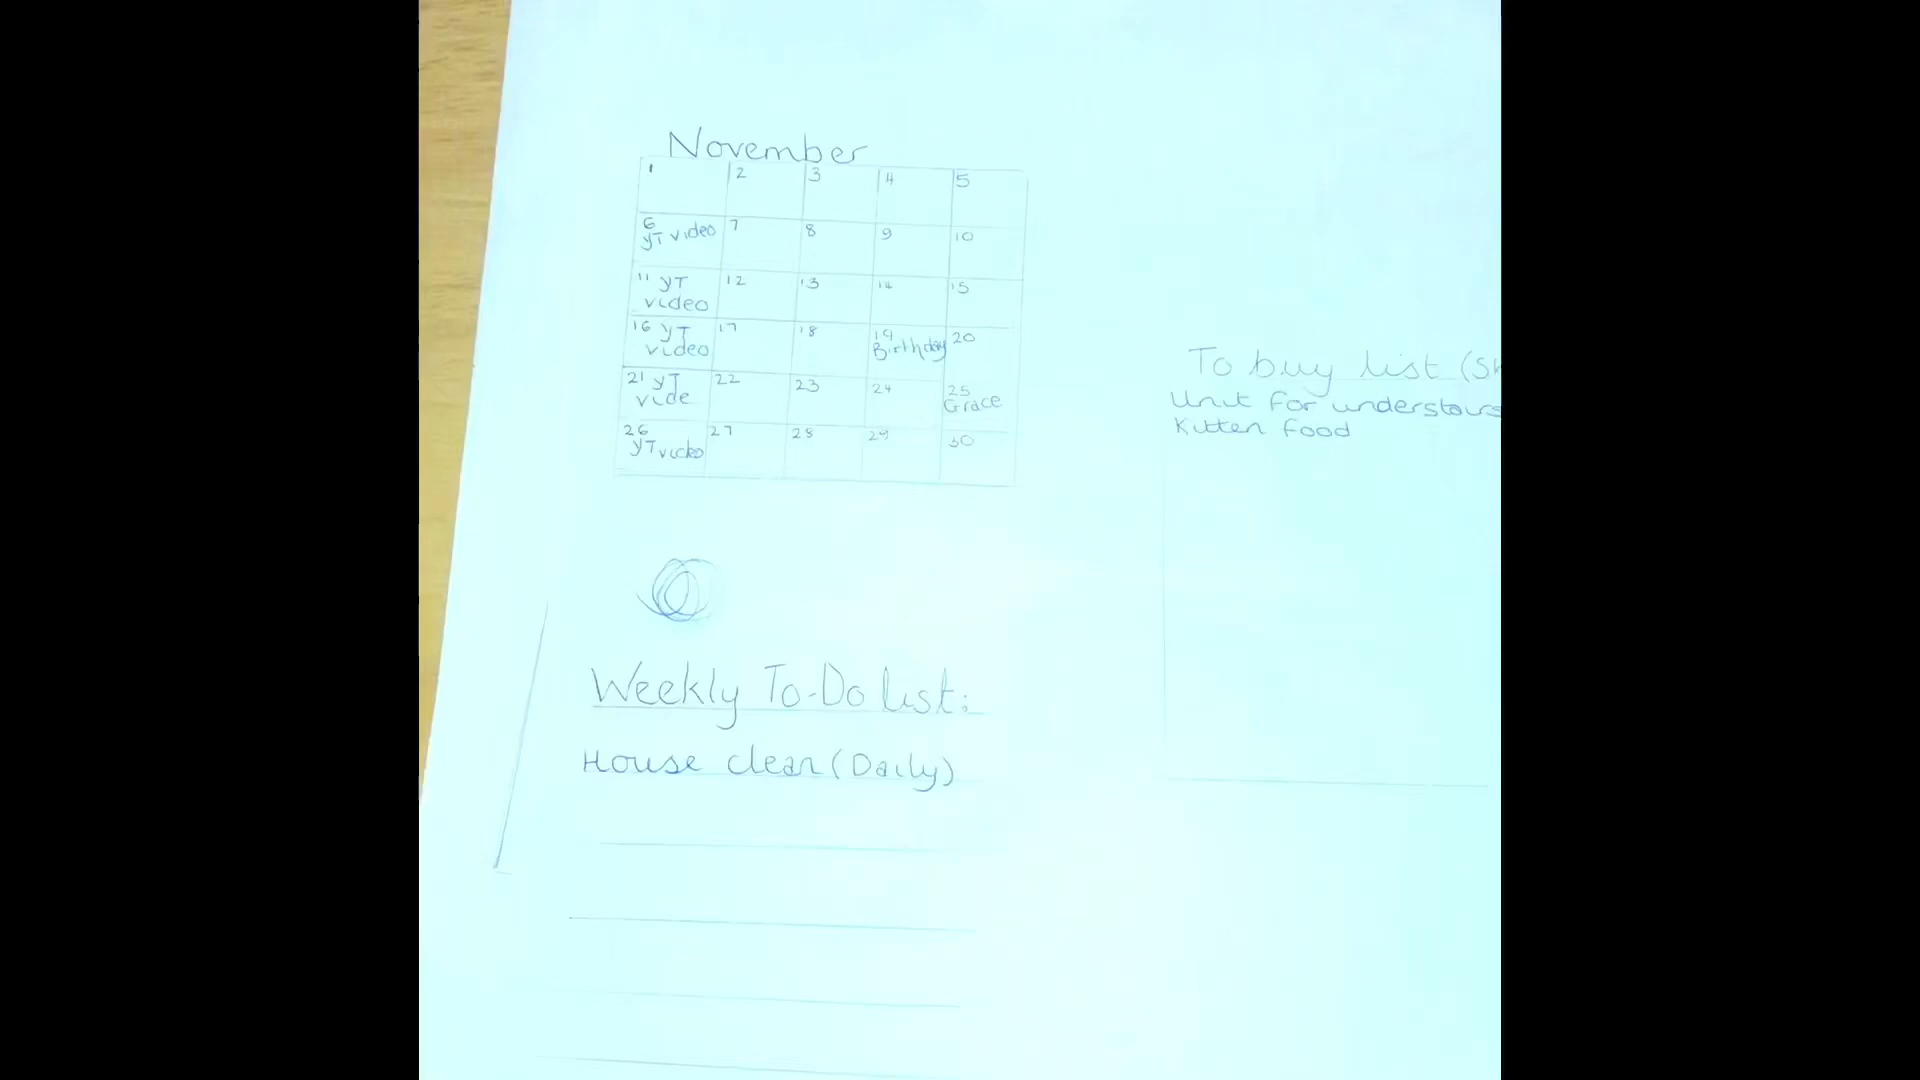 November
1 2 3 4 5
6 7 8 9 10
YT video
11 YT 12 13 14 15
video
16 YT 17 18 19 20
video Birthday
21 YT 22 23 24 25
vide Grace
26 27 28 29 30
YT video
To buy list (Sh
Unit for understairs
Kitten food
Weekly To-Do list:
House clean (Daily)